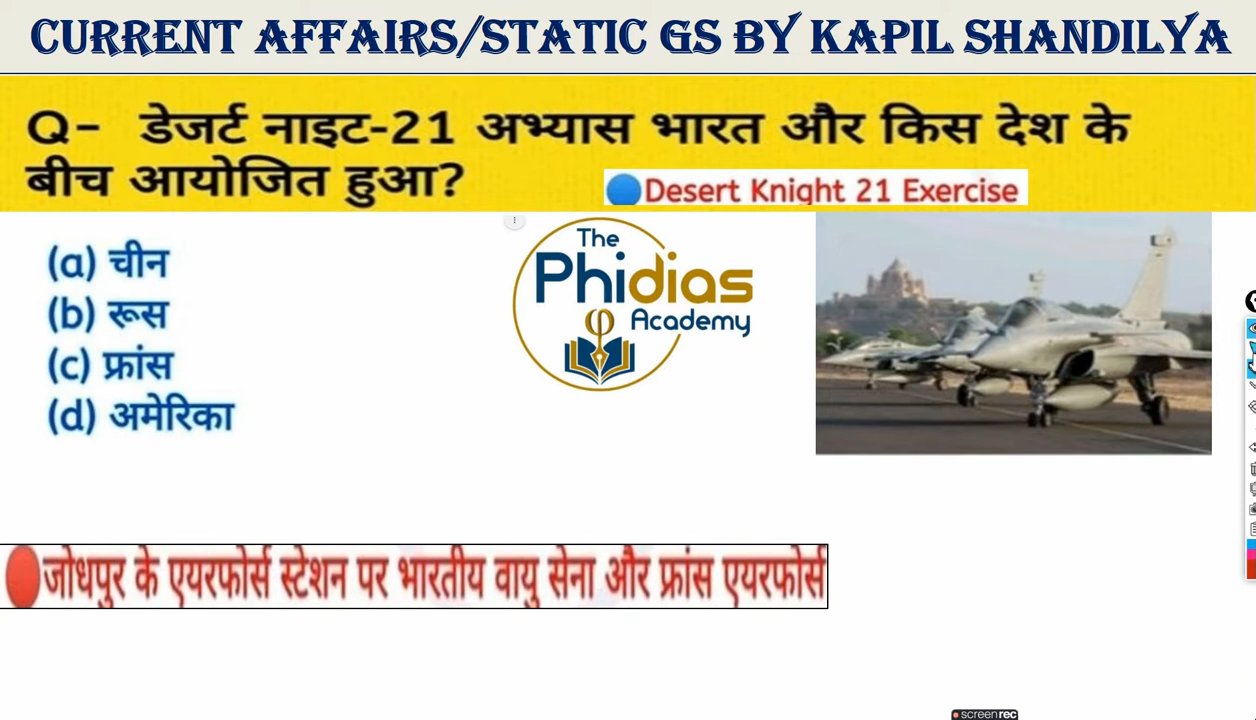 CURRENT AFFAIRS/STATIC GS BY KAPIL SHANDILYA
Q- डेजर्ट नाइट-21 अभ्यास भारत और किस देश के
बीच आयोजित हुआ?
Desert Knight 21 Exercise
(a) चीन
(b) रूस
(c) फ्रांस
(d) अमेरिका
The
Phidias
Academy
जोधपुर के एयरफोर्स स्टेशन पर भारतीय वायु सेना और फ्रांस एयरफोर्स
screenrec